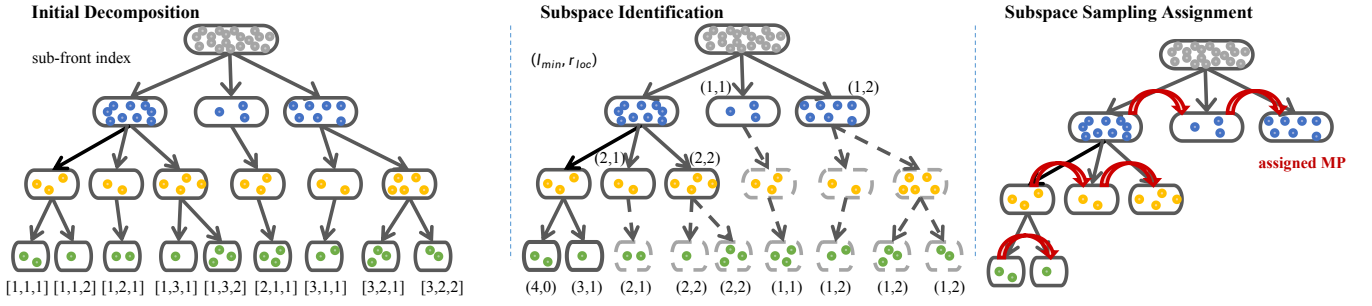 Initial Decomposition
sub-front index
[1,1,1] [1,1,2] [1,2,1] [1,3,1] [1,3,2] [2,1,1] [3,1,1] [3,2,1] [3,2,2]
Subspace Identification
(l_min, r_loc)
(1,1) (1,2)
(2,1) (2,2)
(4,0) (3,1) (2,1) (2,2) (2,2) (1,1) (1,2) (1,2) (1,2)
Subspace Sampling Assignment
assigned MP